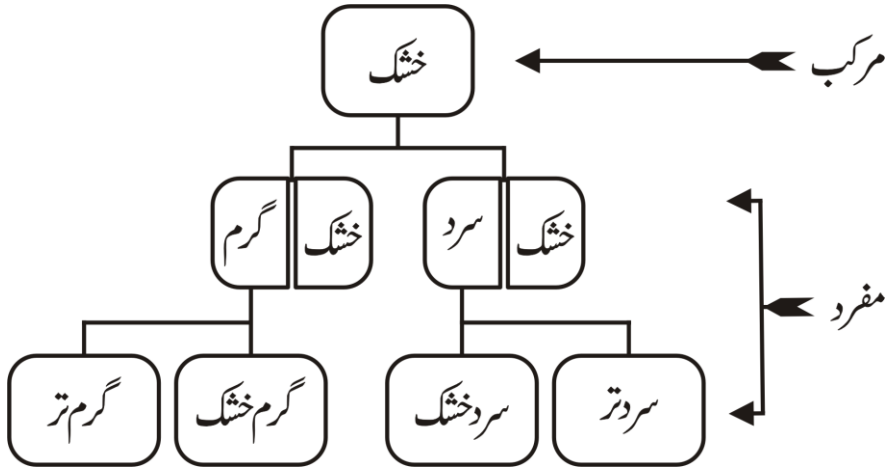 مرکب
خشک
خشک سرد
خشک گرم
مفرد
سرد تر
سرد خشک
گرم خشک
گرم تر